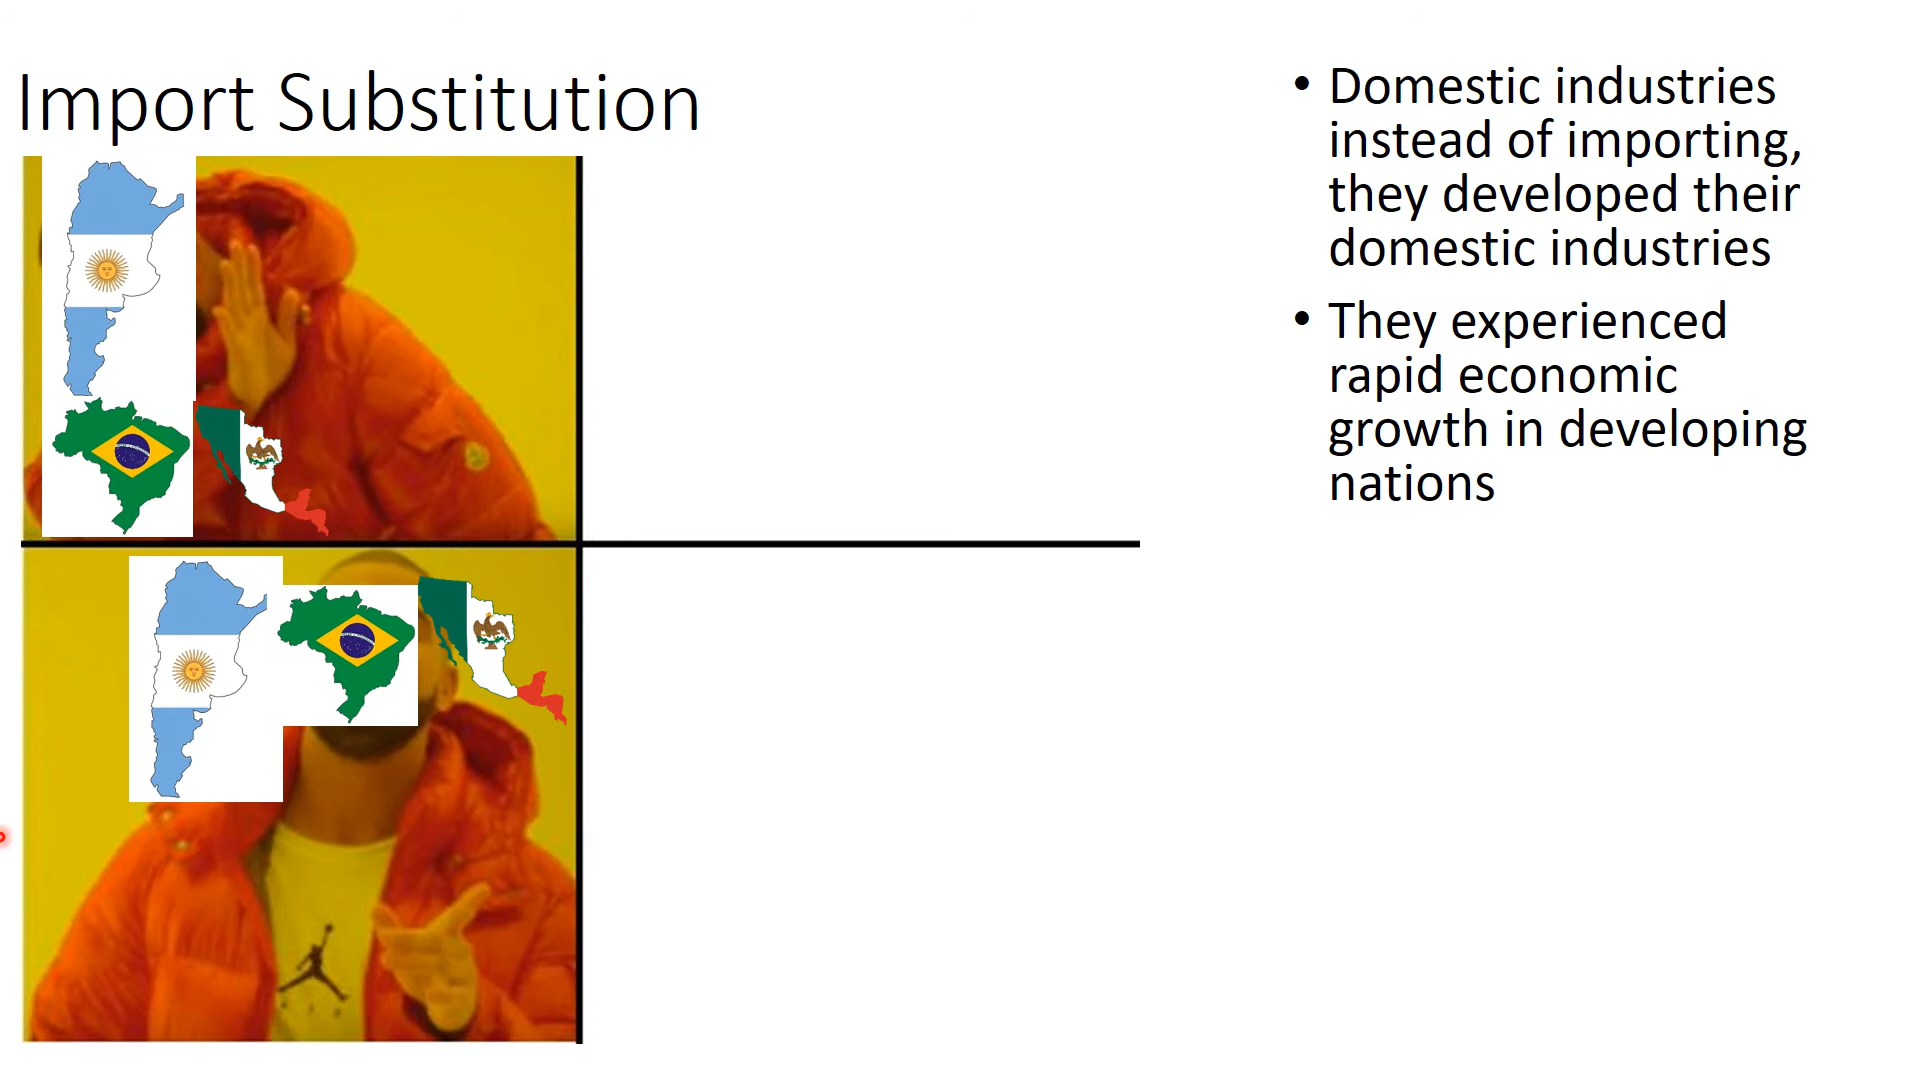 Import Substitution
• Domestic industries
instead of importing,
they developed their
domestic industries
• They experienced
rapid economic
growth in developing
nations